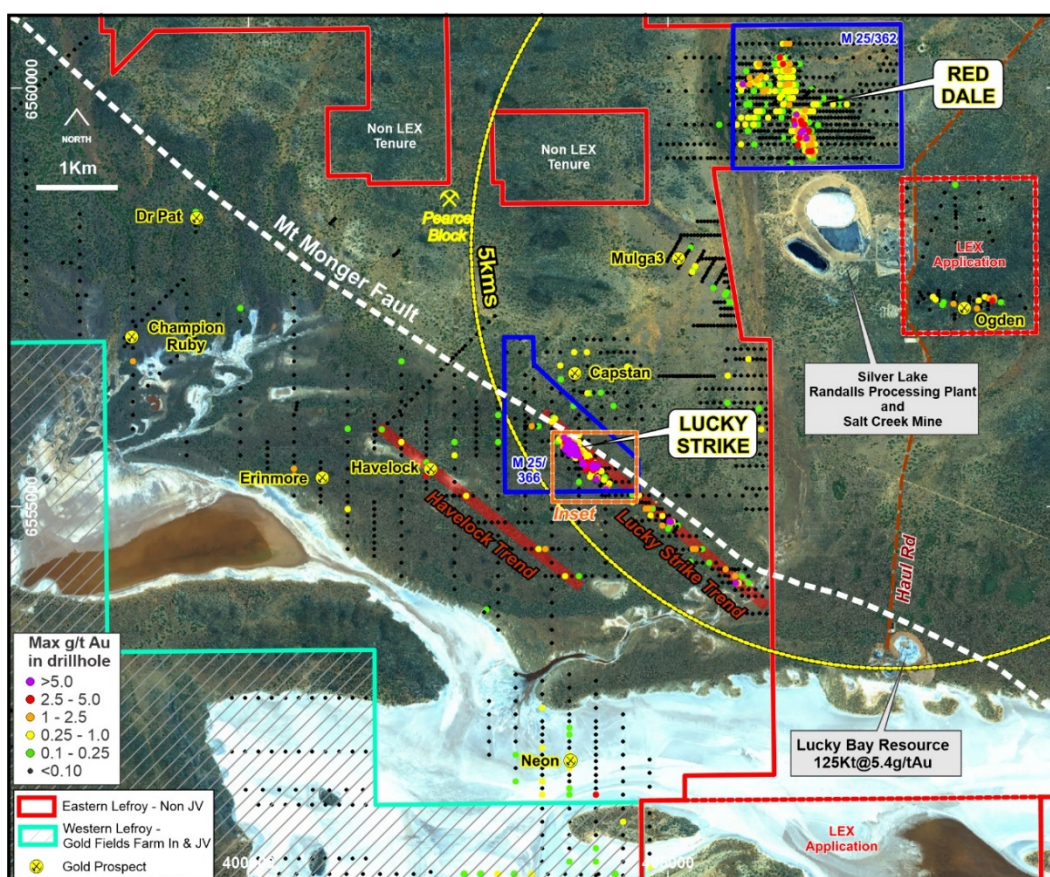 M 25/362
RED
DALE
6560000
NORTH
1Km
Non LEX
Tenure
Non LEX
Tenure
Dr Pat
Pearce
Block
Mt Monger Fault
5kms
Mulga3
LEX
Application
Ogden
Champion
Ruby
Capstan
Silver Lake
Randalls Processing Plant
and
Salt Creek Mine
LUCKY
STRIKE
M 25/
366
Inset
Havelock
Erinmore
6555000
Havelock Trend
Lucky Strike Trend
Haul Rd
Max g/t Au
in drillhole
>5.0
2.5 - 5.0
1 - 2.5
0.25 - 1.0
0.1 - 0.25
<0.10
Neon
Lucky Bay Resource
125Kt@5.4g/tAu
Eastern Lefroy - Non JV
Western Lefroy -
Gold Fields Farm In & JV
Gold Prospect
LEX
Application